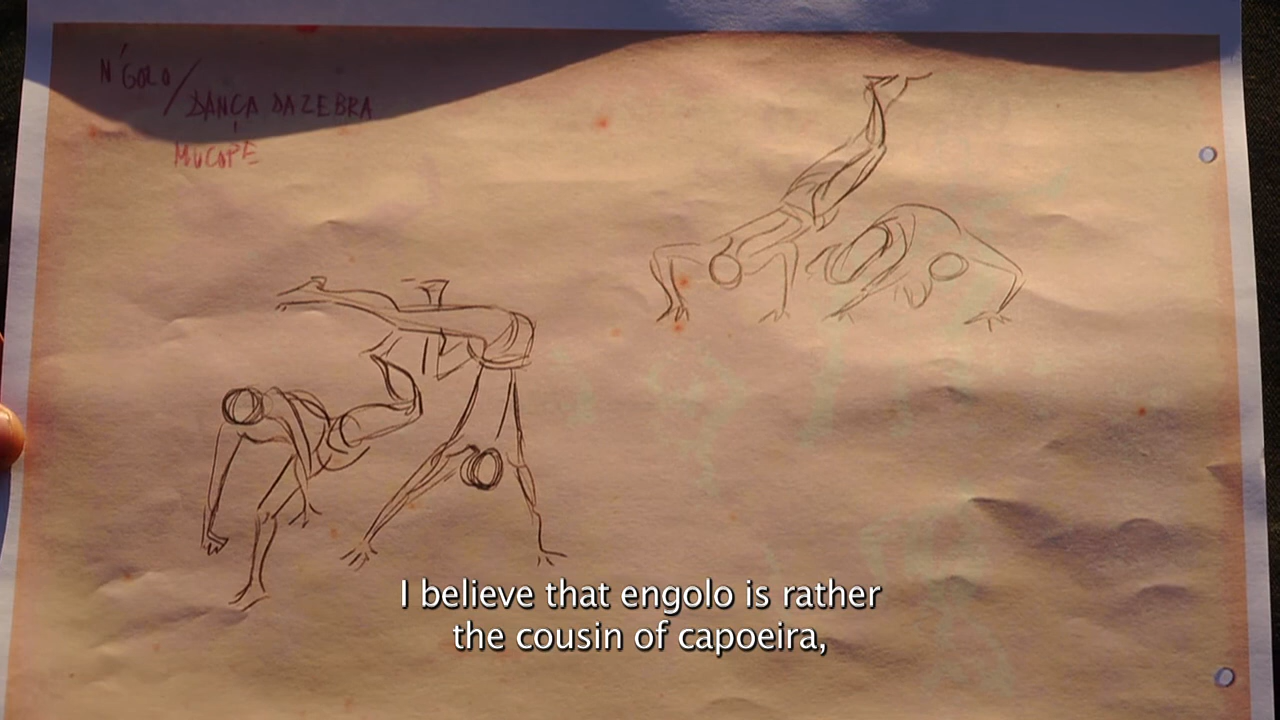 N'GOLO/
DANÇA DA ZEBRA
MUCOPE
I believe that engolo is rather
the cousin of capoeira,